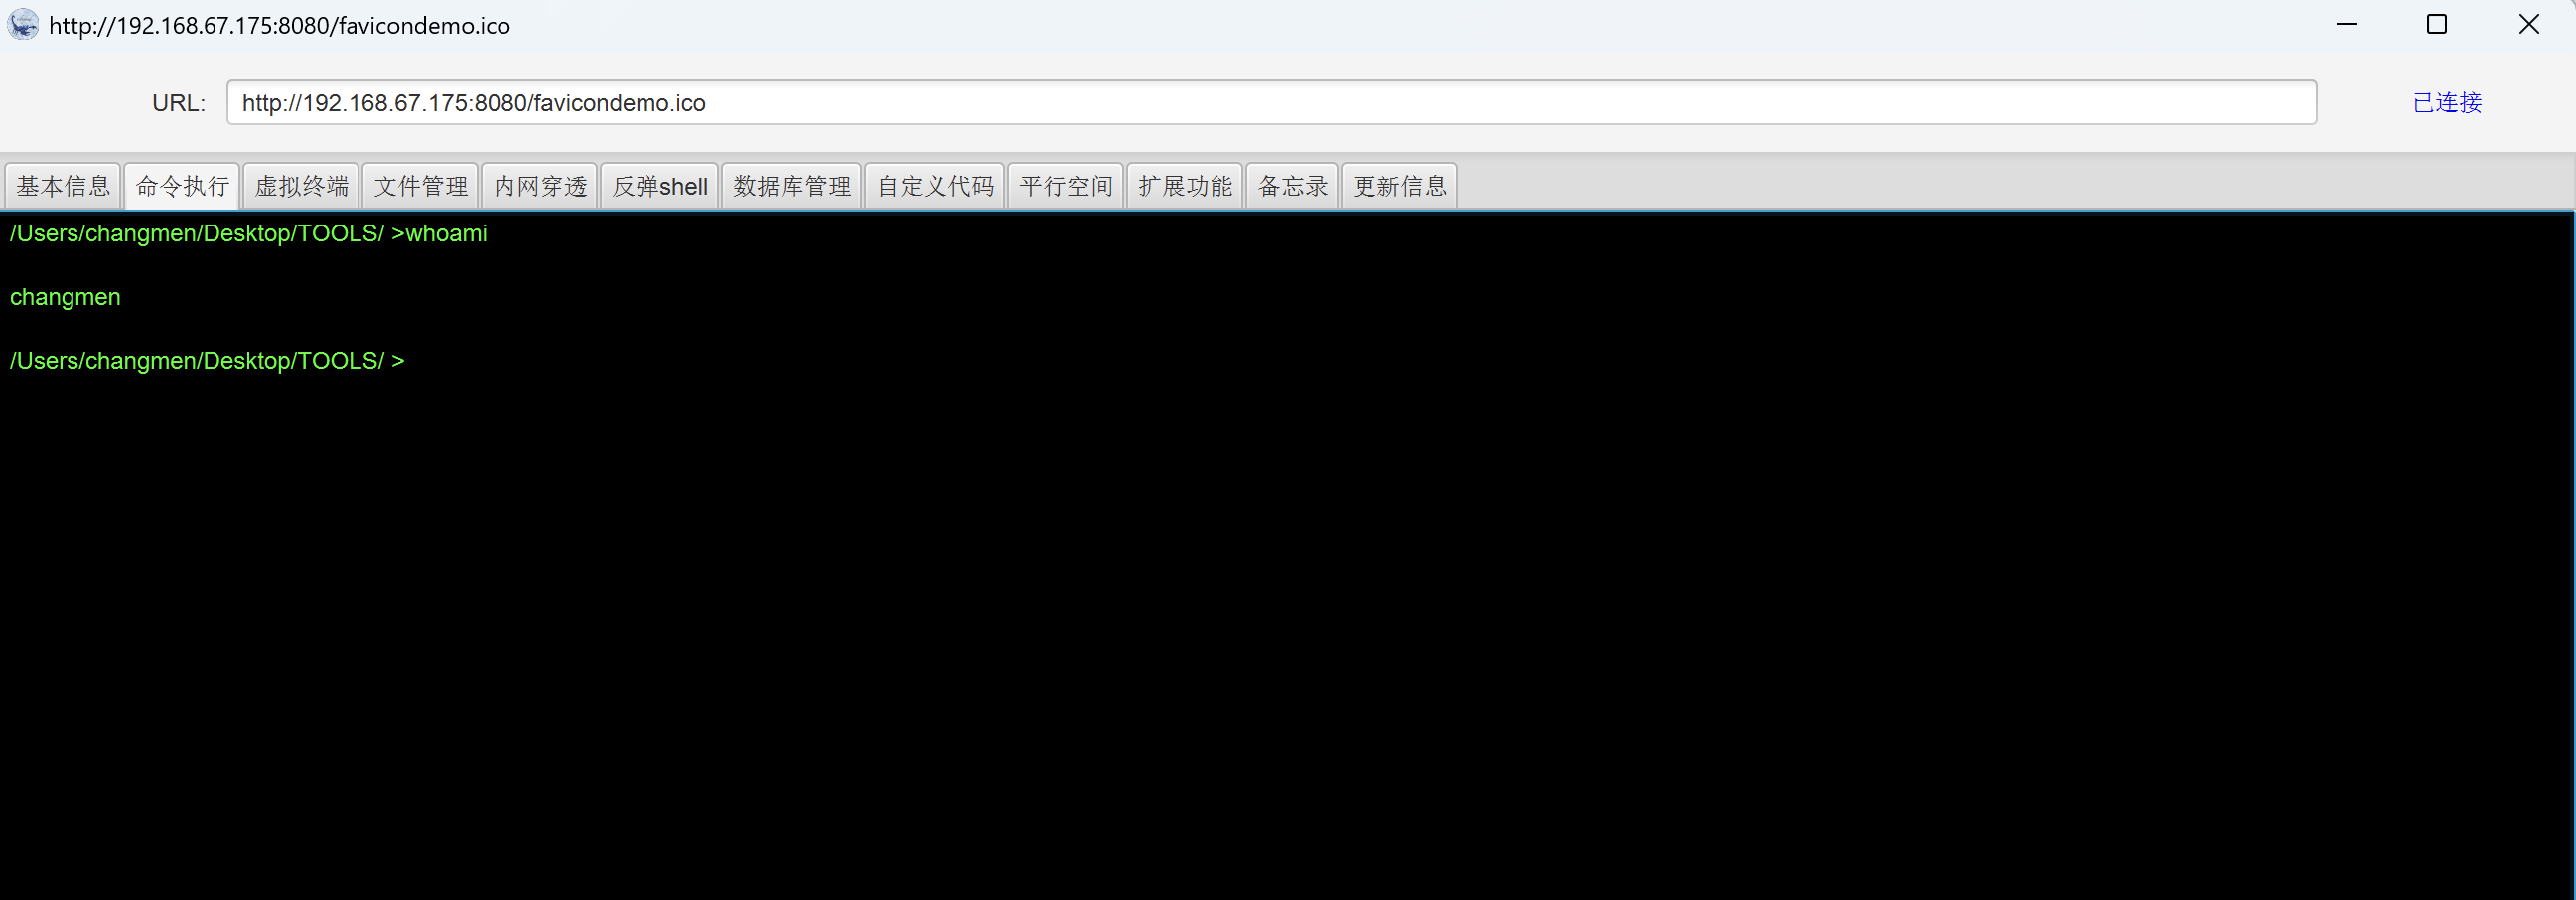 http://192.168.67.175:8080/favicondemo.ico
URL: http://192.168.67.175:8080/favicondemo.ico 已连接
基本信息 命令执行 虚拟终端 文件管理 内网穿透 反弹shell 数据库管理 自定义代码 平行空间 扩展功能 备忘录 更新信息
/Users/changmen/Desktop/TOOLS/ >whoami
changmen
/Users/changmen/Desktop/TOOLS/ >